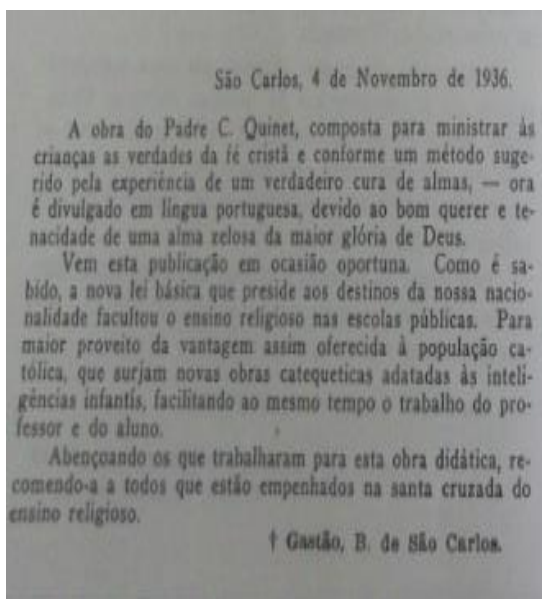 São Carlos, 4 de Novembro de 1936.
A obra do Padre C. Quinet, composta para ministrar às
crianças as verdades da fé cristã e conforme um método suge-
rido pela experiência de um verdadeiro cura de almas, — ora
é divulgado em língua portuguesa, devido ao bom querer e te-
nacidade de uma alma zelosa da maior glória de Deus.
Vem esta publicação em ocasião oportuna. Como é sa-
bido, a nova lei básica que preside aos destinos da nossa nacio-
nalidade facultou o ensino religioso nas escolas públicas. Para
maior proveito da vantagem assim oferecida à população ca-
tólica, que surjam novas obras catequeticas adatadas às inteli-
gências infantis, facilitando ao mesmo tempo o trabalho do pro-
fessor e do aluno.
Abençoando os que trabalharam para esta obra didática, re-
comendo-a a todos que estão empenhados na santa cruzada do
ensino religioso.
† Gastão, B. de São Carlos.